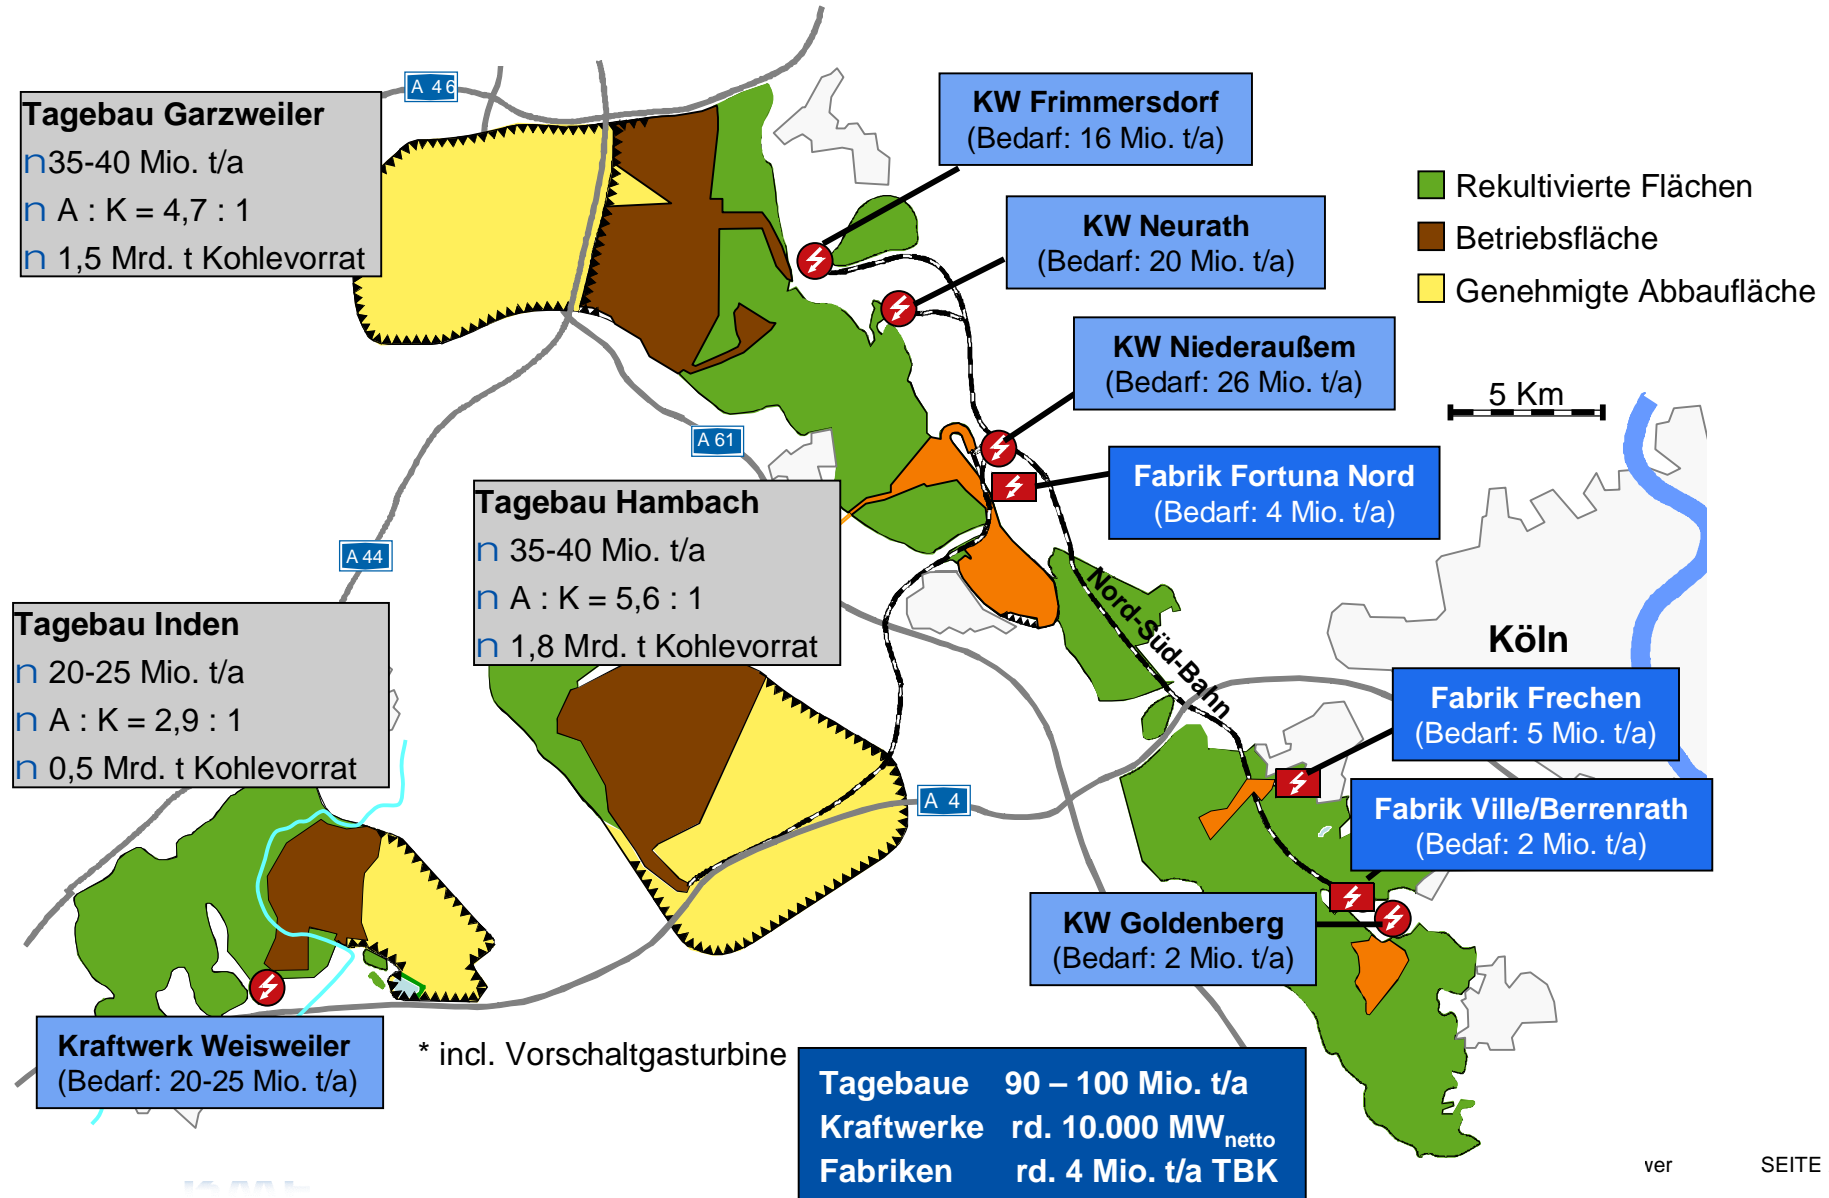 A 46
Tagebau Garzweiler
n 35-40 Mio. t/a
n A : K = 4,7 : 1
n 1,5 Mrd. t Kohlevorrat
KW Frimmersdorf
(Bedarf: 16 Mio. t/a)
KW Neurath
(Bedarf: 20 Mio. t/a)
KW Niederaußem
(Bedarf: 26 Mio. t/a)
Rekultivierte Flächen
Betriebsfläche
Genehmigte Abbaufläche
5 Km
A 61
Fabrik Fortuna Nord
(Bedarf: 4 Mio. t/a)
Tagebau Hambach
n 35-40 Mio. t/a
n A : K = 5,6 : 1
n 1,8 Mrd. t Kohlevorrat
A 44
Tagebau Inden
n 20-25 Mio. t/a
n A : K = 2,9 : 1
n 0,5 Mrd. t Kohlevorrat
Nord-Süd-Bahn
Köln
Fabrik Frechen
(Bedarf: 5 Mio. t/a)
A 4
Fabrik Ville/Berrenrath
(Bedaf: 2 Mio. t/a)
KW Goldenberg
(Bedarf: 2 Mio. t/a)
Kraftwerk Weisweiler
(Bedarf: 20-25 Mio. t/a)
* incl. Vorschaltgasturbine
Tagebaue 90 – 100 Mio. t/a
Kraftwerke rd. 10.000 MWnetto
Fabriken rd. 4 Mio. t/a TBK
ver SEITE